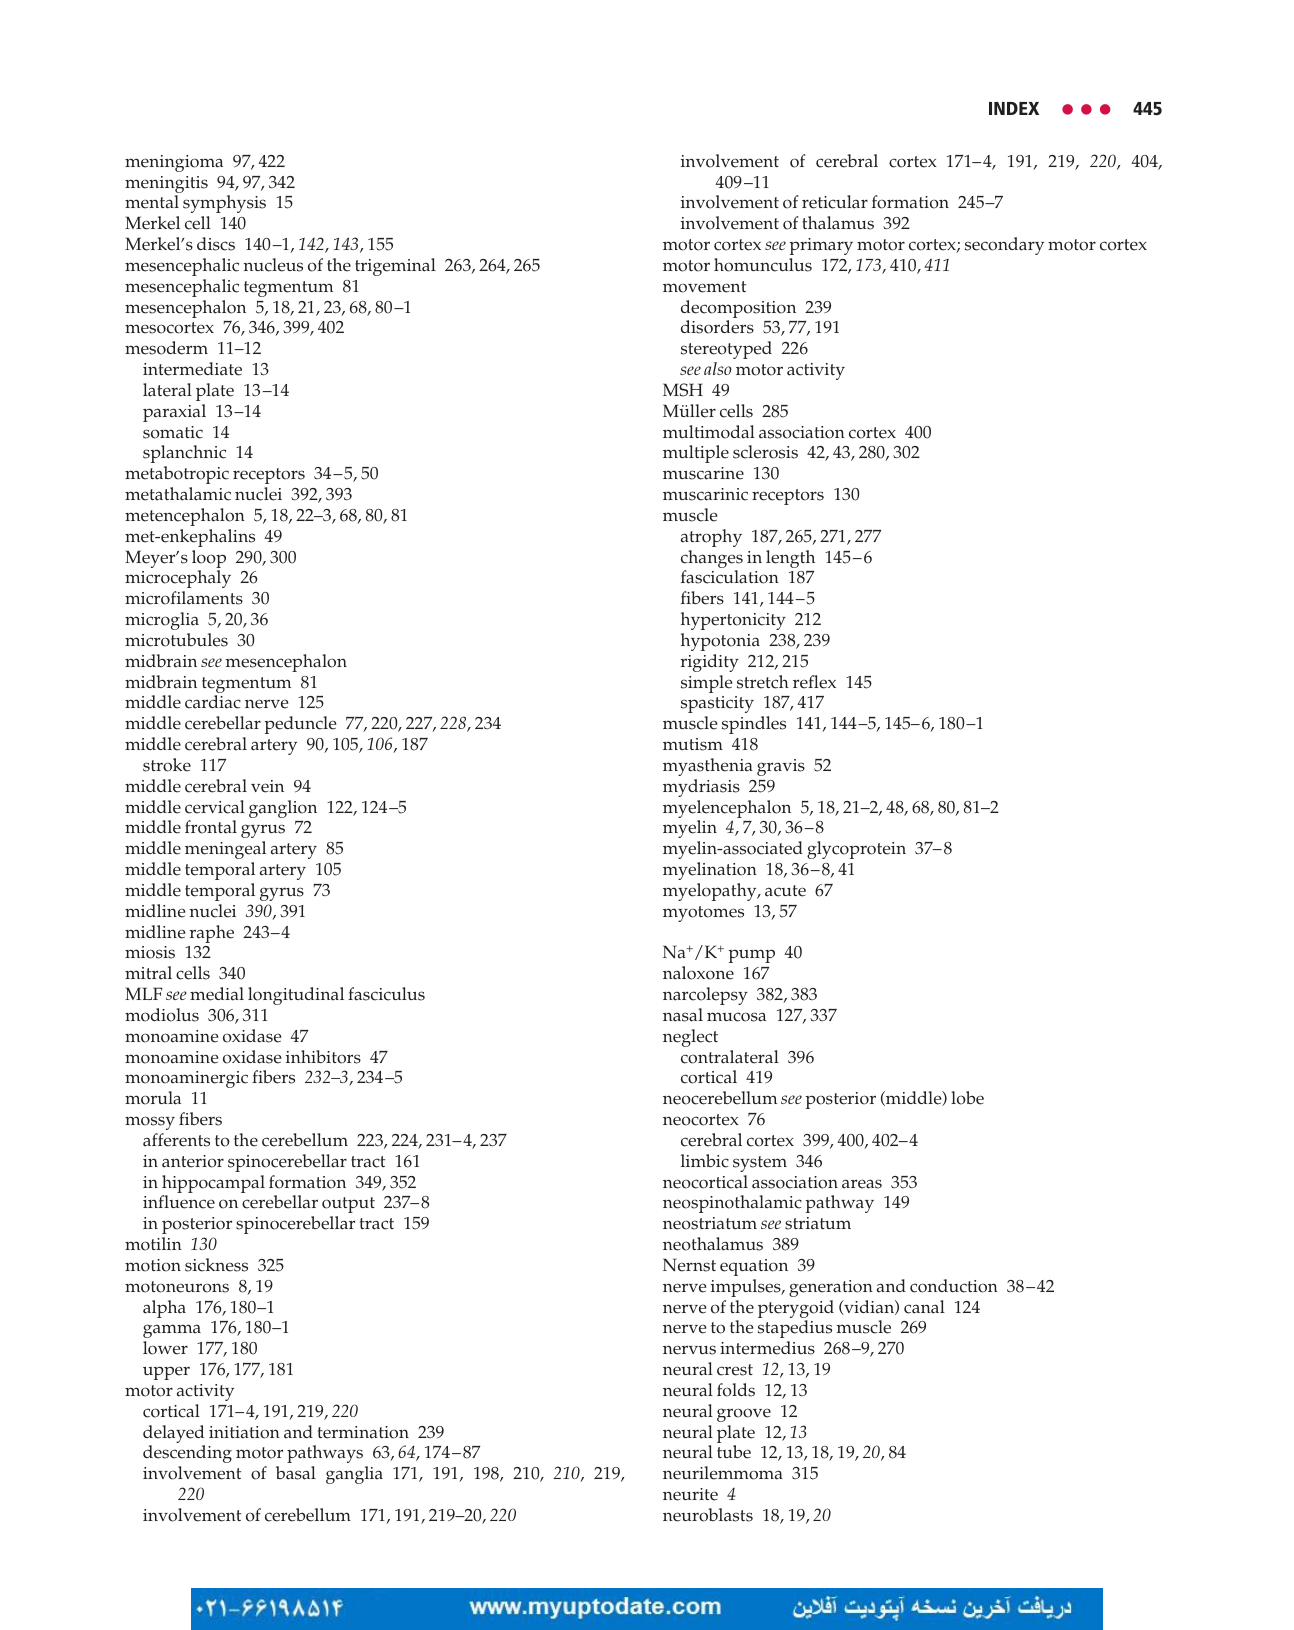 INDEX ● ● ● 445
meningioma 97, 422
meningitis 94, 97, 342
mental symphysis 15
Merkel cell 140
Merkel’s discs 140–1, 142, 143, 155
mesencephalic nucleus of the trigeminal 263, 264, 265
mesencephalic tegmentum 81
mesencephalon 5, 18, 21, 23, 68, 80–1
mesocortex 76, 346, 399, 402
mesoderm 11–12
intermediate 13
lateral plate 13–14
paraxial 13–14
somatic 14
splanchnic 14
metabotropic receptors 34–5, 50
metathalamic nuclei 392, 393
metencephalon 5, 18, 22–3, 68, 80, 81
met-enkephalins 49
Meyer’s loop 290, 300
microcephaly 26
microfilaments 30
microglia 5, 20, 36
microtubules 30
midbrain see mesencephalon
midbrain tegmentum 81
middle cardiac nerve 125
middle cerebellar peduncle 77, 220, 227, 228, 234
middle cerebral artery 90, 105, 106, 187
stroke 117
middle cerebral vein 94
middle cervical ganglion 122, 124–5
middle frontal gyrus 72
middle meningeal artery 85
middle temporal artery 105
middle temporal gyrus 73
midline nuclei 390, 391
midline raphe 243–4
miosis 132
mitral cells 340
MLF see medial longitudinal fasciculus
modiolus 306, 311
monoamine oxidase 47
monoamine oxidase inhibitors 47
monoaminergic fibers 232–3, 234–5
morula 11
mossy fibers
afferents to the cerebellum 223, 224, 231–4, 237
in anterior spinocerebellar tract 161
in hippocampal formation 349, 352
influence on cerebellar output 237–8
in posterior spinocerebellar tract 159
motilin 130
motion sickness 325
motoneurons 8, 19
alpha 176, 180–1
gamma 176, 180–1
lower 177, 180
upper 176, 177, 181
motor activity
cortical 171–4, 191, 219, 220
delayed initiation and termination 239
descending motor pathways 63, 64, 174–87
involvement of basal ganglia 171, 191, 198, 210, 210, 219,
220
involvement of cerebellum 171, 191, 219–20, 220
involvement of cerebral cortex 171–4, 191, 219, 220, 404,
409–11
involvement of reticular formation 245–7
involvement of thalamus 392
motor cortex see primary motor cortex; secondary motor cortex
motor homunculus 172, 173, 410, 411
movement
decomposition 239
disorders 53, 77, 191
stereotyped 226
see also motor activity
MSH 49
Müller cells 285
multimodal association cortex 400
multiple sclerosis 42, 43, 280, 302
muscarine 130
muscarinic receptors 130
muscle
atrophy 187, 265, 271, 277
changes in length 145–6
fasciculation 187
fibers 141, 144–5
hypertonicity 212
hypotonia 238, 239
rigidity 212, 215
simple stretch reflex 145
spasticity 187, 417
muscle spindles 141, 144–5, 145–6, 180–1
mutism 418
myasthenia gravis 52
mydriasis 259
myelencephalon 5, 18, 21–2, 48, 68, 80, 81–2
myelin 4, 7, 30, 36–8
myelin-associated glycoprotein 37–8
myelination 18, 36–8, 41
myelopathy, acute 67
myotomes 13, 57
Na⁺/K⁺ pump 40
naloxone 167
narcolepsy 382, 383
nasal mucosa 127, 337
neglect
contralateral 396
cortical 419
neocerebellum see posterior (middle) lobe
neocortex 76
cerebral cortex 399, 400, 402–4
limbic system 346
neocortical association areas 353
neospinothalamic pathway 149
neostriatum see striatum
neothalamus 389
Nernst equation 39
nerve impulses, generation and conduction 38–42
nerve of the pterygoid (vidian) canal 124
nerve to the stapedius muscle 269
nervus intermedius 268–9, 270
neural crest 12, 13, 19
neural folds 12, 13
neural groove 12
neural plate 12, 13
neural tube 12, 13, 18, 19, 20, 84
neurilemmoma 315
neurite 4
neuroblasts 18, 19, 20
۰۲۱-۶۶۱۹۸۵۱۴ www.myuptodate.com دریافت آخرین نسخه آپتودیت آفلاین